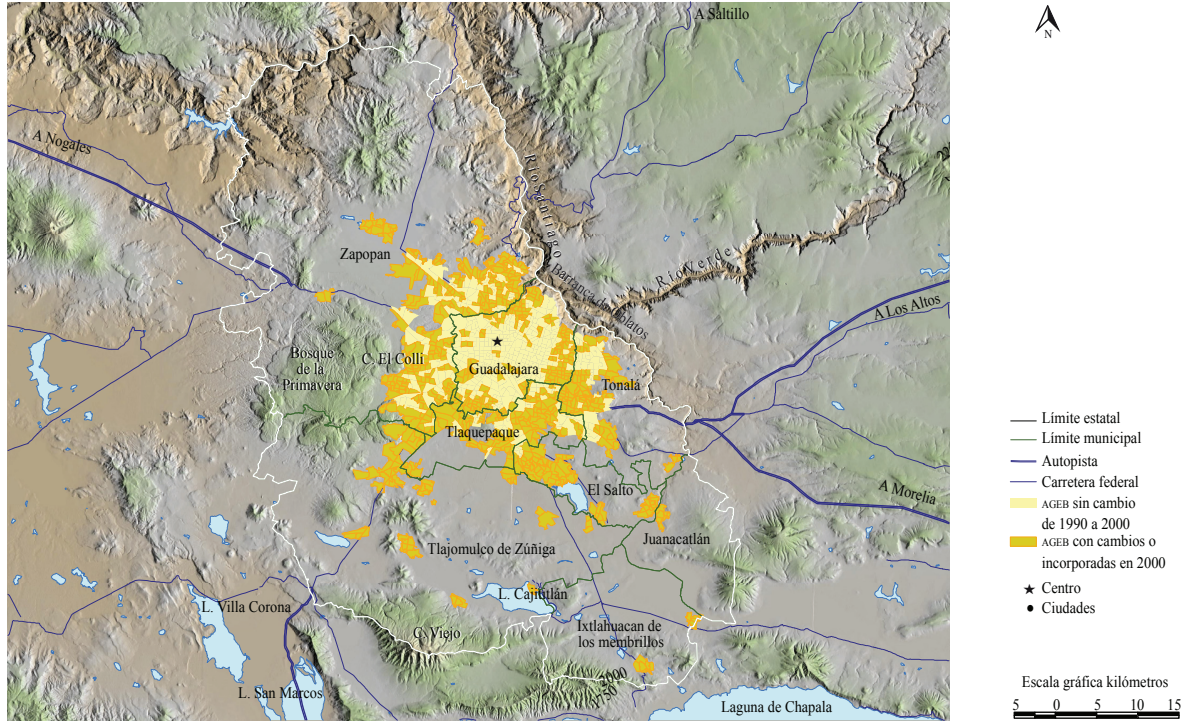 A Saltillo
N
A Nogales
Río Santiago
Zapopan
Río Verde
Barranca de Oblatos
A Los Altos
Bosque
de la
Primavera
C. El Colli
Guadalajara
Tonalá
Tlaquepaque
El Salto
A Morelia
Juanacatlán
Tlajomulco de Zúñiga
L. Cajititlán
L. Villa Corona
Ixtlahuacan de
los membrillos
C. Viejo
2000
1750
L. San Marcos
Laguna de Chapala
Límite estatal
Límite municipal
Autopista
Carretera federal
AGEB sin cambio
de 1990 a 2000
AGEB con cambios o
incorporadas en 2000
Centro
Ciudades
Escala gráfica kilómetros
5 0 5 10 15